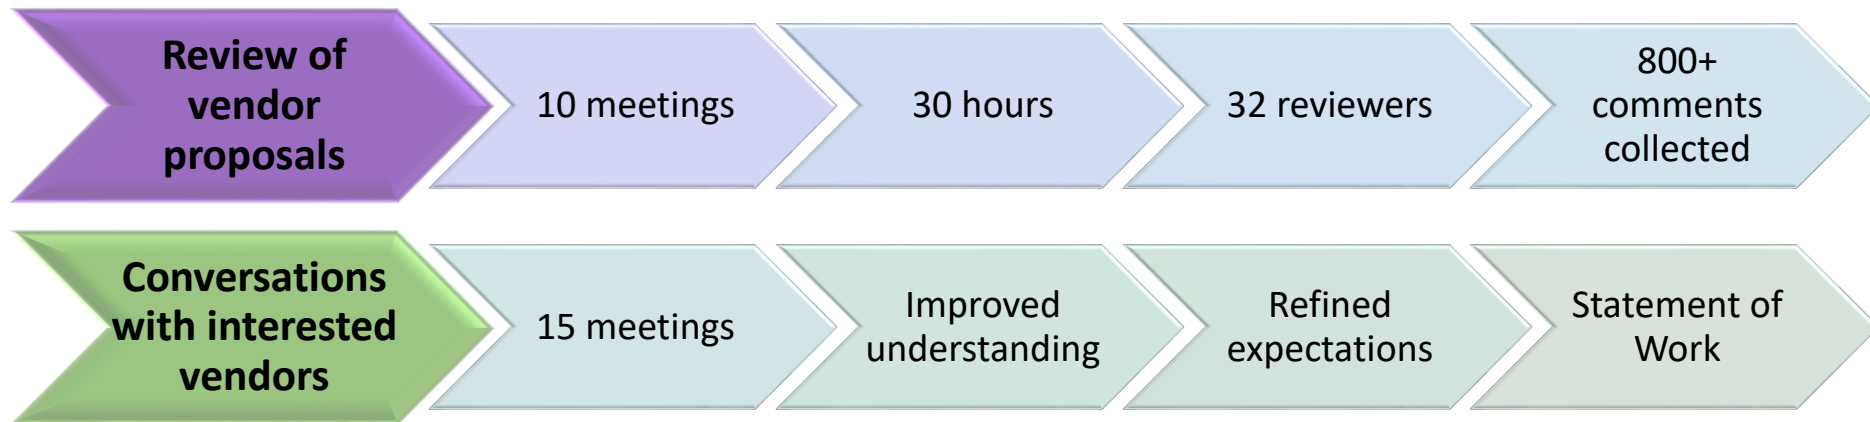 Review of
vendor
proposals
10 meetings
30 hours
32 reviewers
800+
comments
collected
Conversations
with interested
vendors
15 meetings
Improved
understanding
Refined
expectations
Statement of
Work